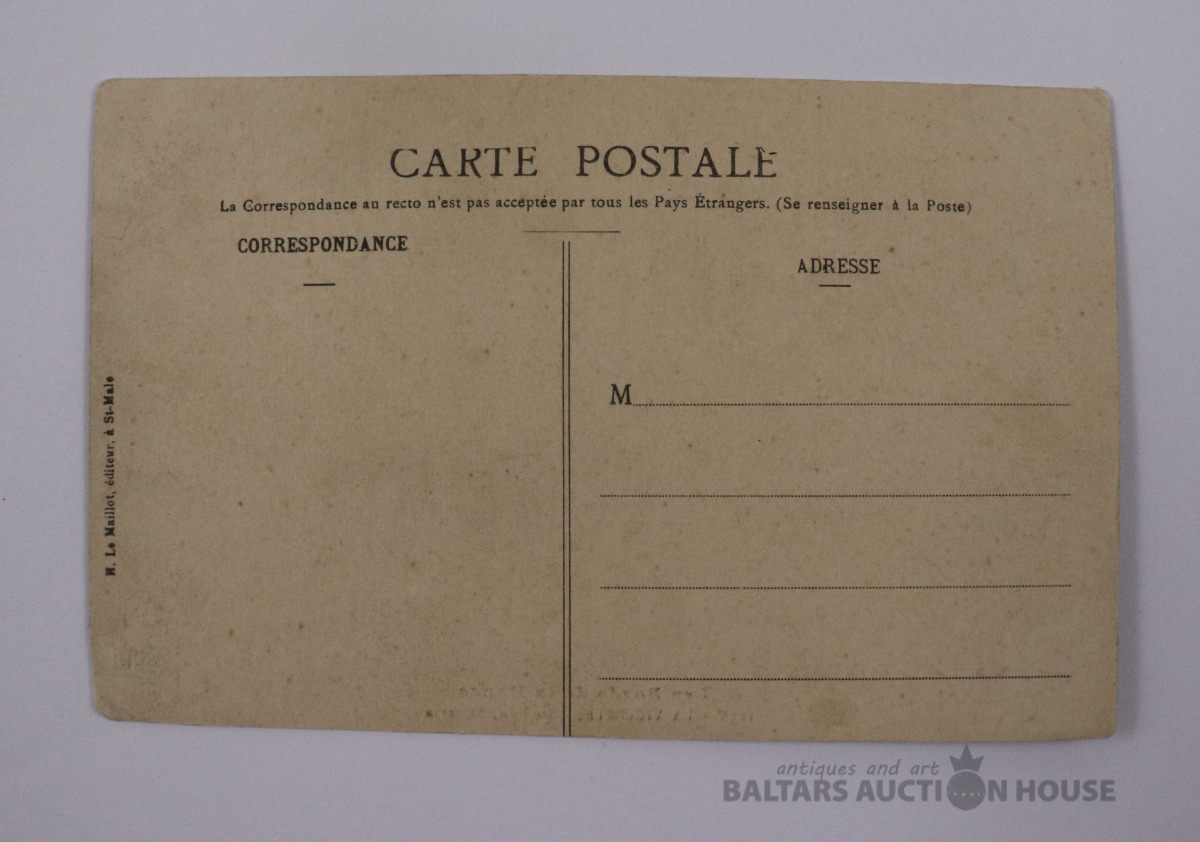 CARTE POSTALE
La Correspondance au recto n'est pas acceptée par tous les Pays Étrangers. (Se renseigner à la Poste)
CORRESPONDANCE
ADRESSE
M
M. Le Maillot, éditeur, à St-Malo
antiques and art
BALTARS AUCTION HOUSE